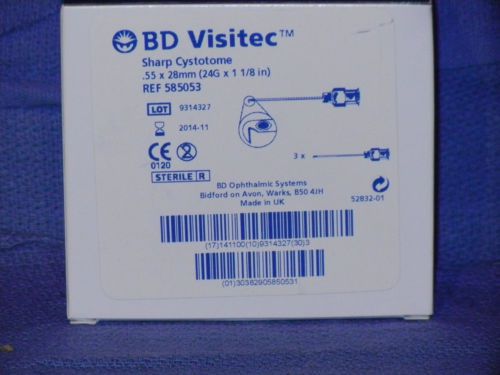 BD Visitec™
Sharp Cystotome
.55 x 28mm (24G x 1 1/8 in)
REF 585053
LOT 9314327
2014-11
CE 2
0120
STERILE R
3 x
BD Ophthalmic Systems
Bidford on Avon, Warks, B50 4JH
Made in UK
52832-01
(17)141100(10)9314327(30)3
(01)30382905850531